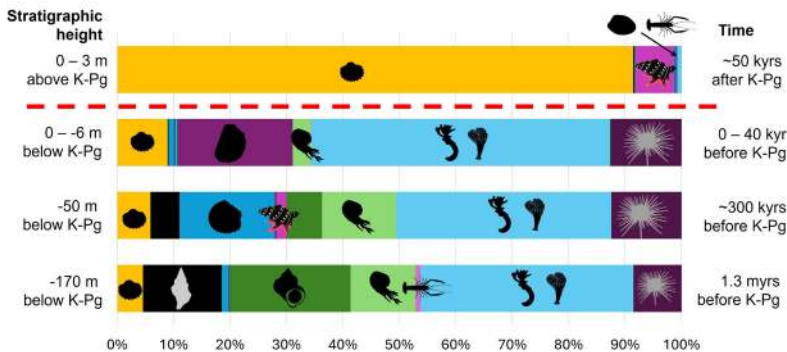 Stratigraphic
height
Time
0 – 3 m
above K-Pg
~50 kyrs
after K-Pg
0 – -6 m
below K-Pg
0 – 40 kyr
before K-Pg
-50 m
below K-Pg
~300 kyrs
before K-Pg
-170 m
below K-Pg
1.3 myrs
before K-Pg
0% 10% 20% 30% 40% 50% 60% 70% 80% 90% 100%